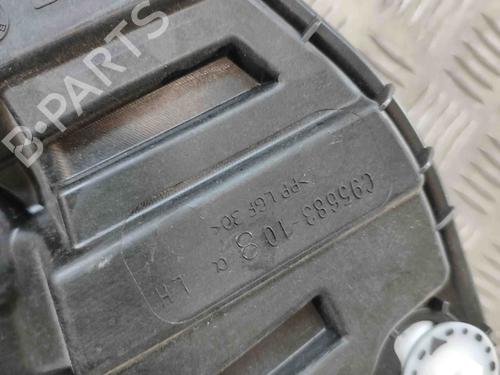 B-PARTS
C95683-103
>PP LGF 30<
α
LH